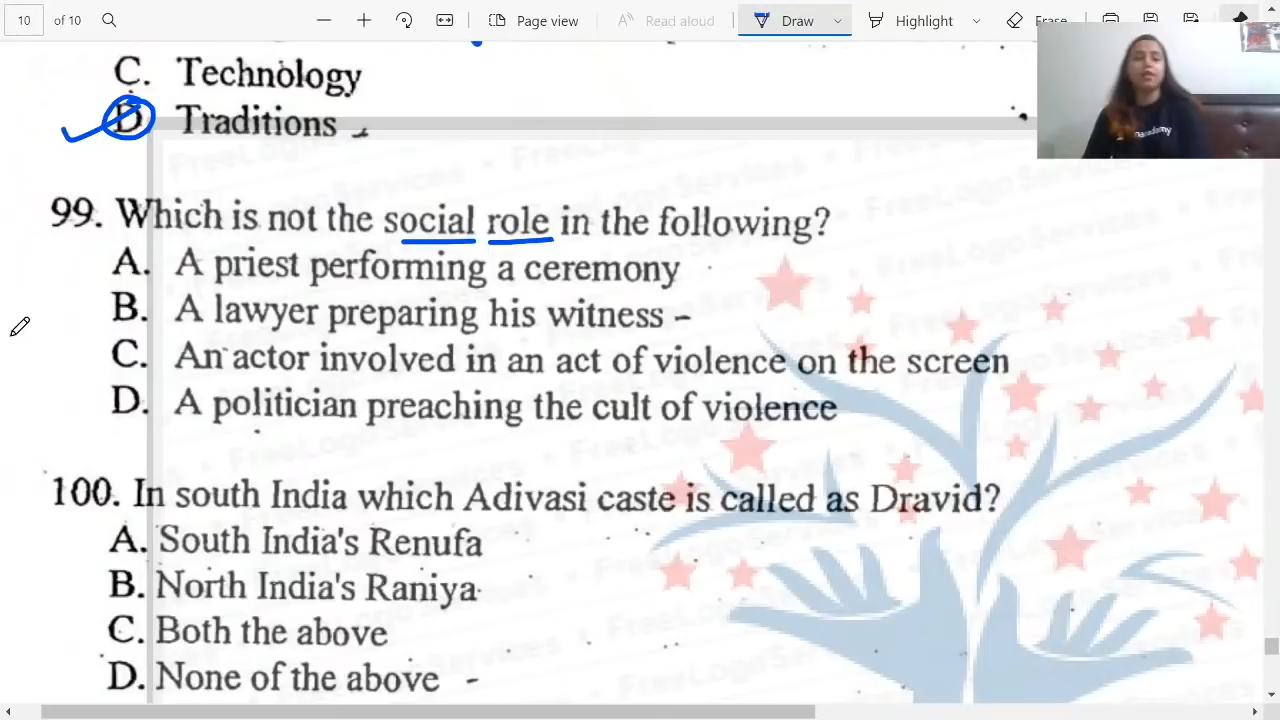 10 of 10 Page view Read aloud Draw Highlight Erase
C. Technology
D Traditions
99. Which is not the social role in the following?
A. A priest performing a ceremony
B. A lawyer preparing his witness -
C. An actor involved in an act of violence on the screen
D. A politician preaching the cult of violence
100. In south India which Adivasi caste is called as Dravid?
A. South India's Renufa
B. North India's Raniya
C. Both the above
D. None of the above -